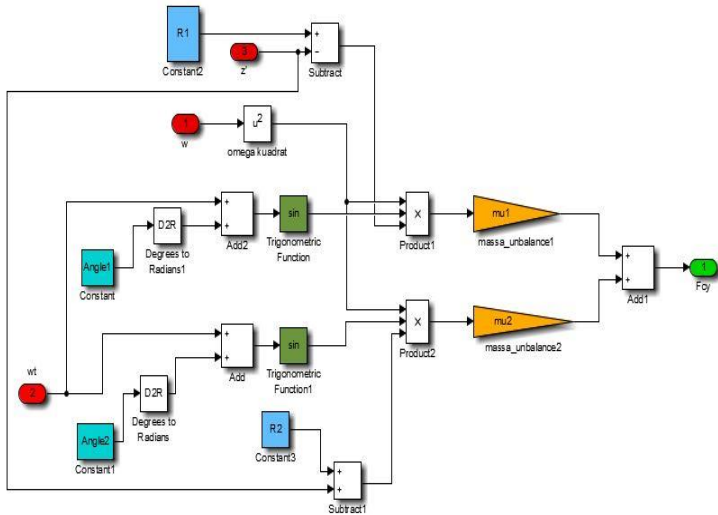 R1
Constant2
3
z'
+
−
Subtract
1
w
u2
omega kuadrat
Angle1
Constant
D2R
Degrees to
Radians1
+
+
Add2
sin
Trigonometric
Function
X
Product1
mu1
massa_unbalance1
+
+
Add1
1
Fcy
wt
2
Angle2
Constant1
D2R
Degrees to
Radians
+
+
Add
sin
Trigonometric
Function1
X
Product2
mu2
massa_unbalance2
R2
Constant3
+
+
Subtract1